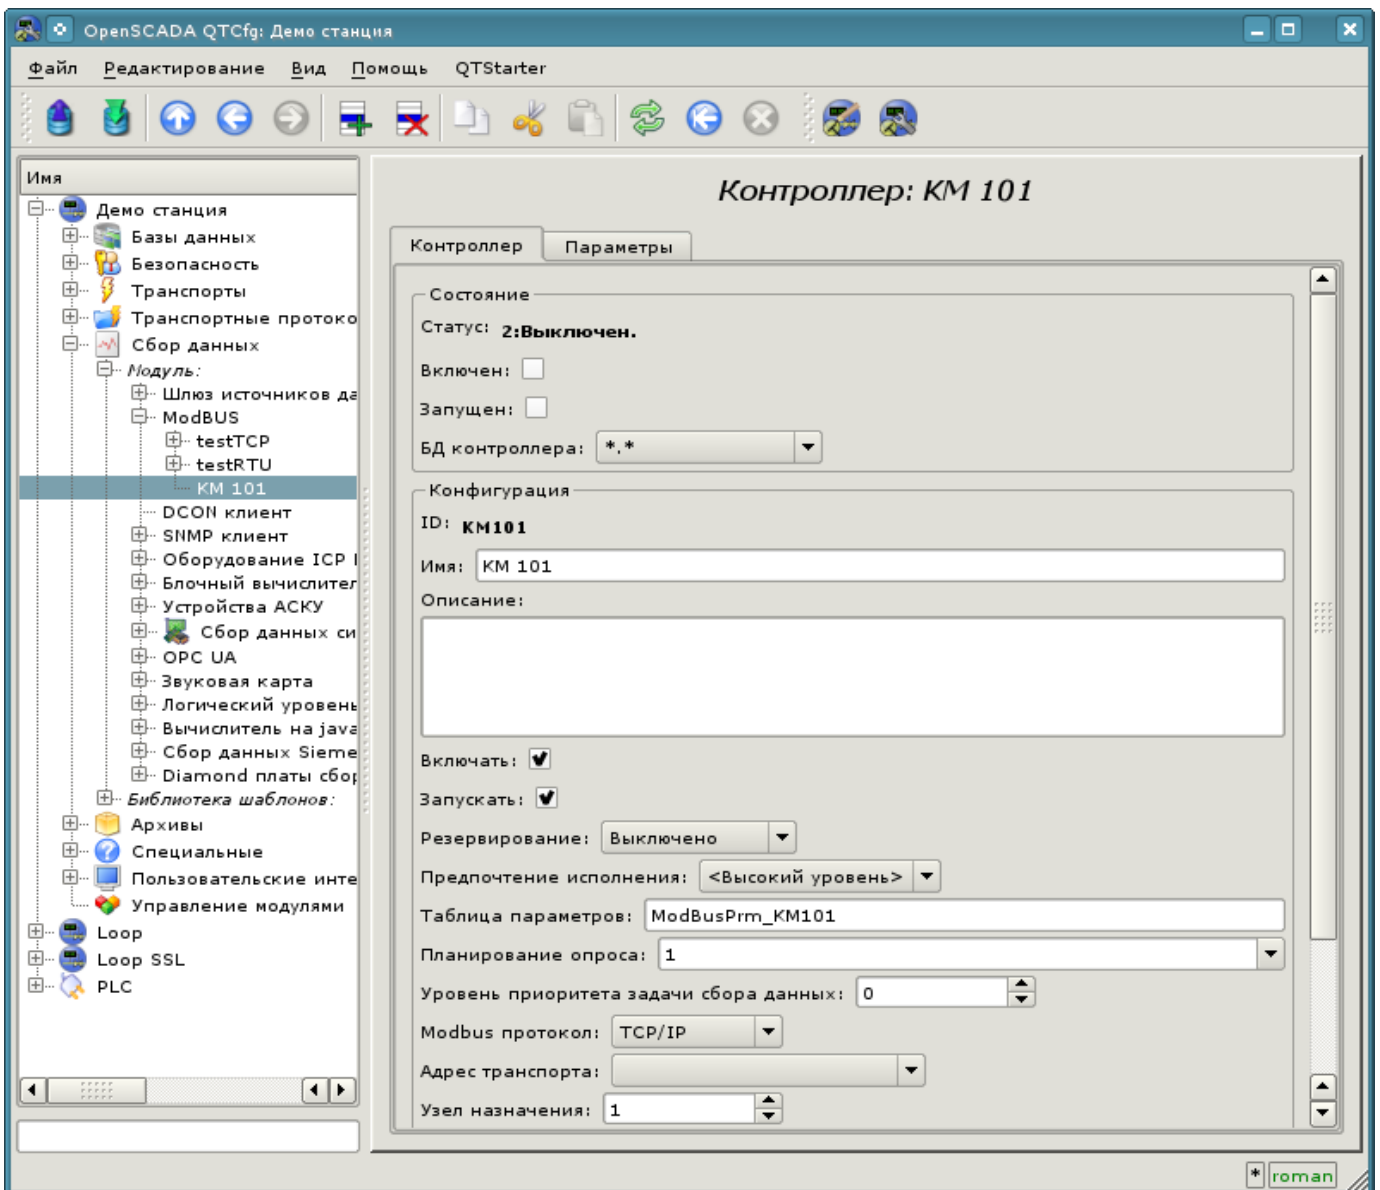 OpenSCADA QTCfg: Демо станция
Файл Редактирование Вид Помощь QTStarter
Имя
Демо станция
Базы данных
Безопасность
Транспорты
Транспортные протоко
Сбор данных
Модуль:
Шлюз источников да
ModBUS
testTCP
testRTU
KM 101
DCON клиент
SNMP клиент
Оборудование ICP
Блочный вычислител
Устройства АСКУ
Сбор данных си
OPC UA
Звуковая карта
Логический уровень
Вычислитель на java
Сбор данных Sieme
Diamond платы сбор
Библиотека шаблонов:
Архивы
Специальные
Пользовательские инте
Управление модулями
Loop
Loop SSL
PLC
Контроллер: KM 101
Контроллер Параметры
Состояние
Статус: 2:Выключен.
Включен:
Запущен:
БД контроллера: *.*
Конфигурация
ID: KM101
Имя: KM 101
Описание:
Включать:
Запускать:
Резервирование: Выключено
Предпочтение исполнения: <Высокий уровень>
Таблица параметров: ModBusPrm_KM101
Планирование опроса: 1
Уровень приоритета задачи сбора данных: 0
Modbus протокол: TCP/IP
Адрес транспорта:
Узел назначения: 1
* roman